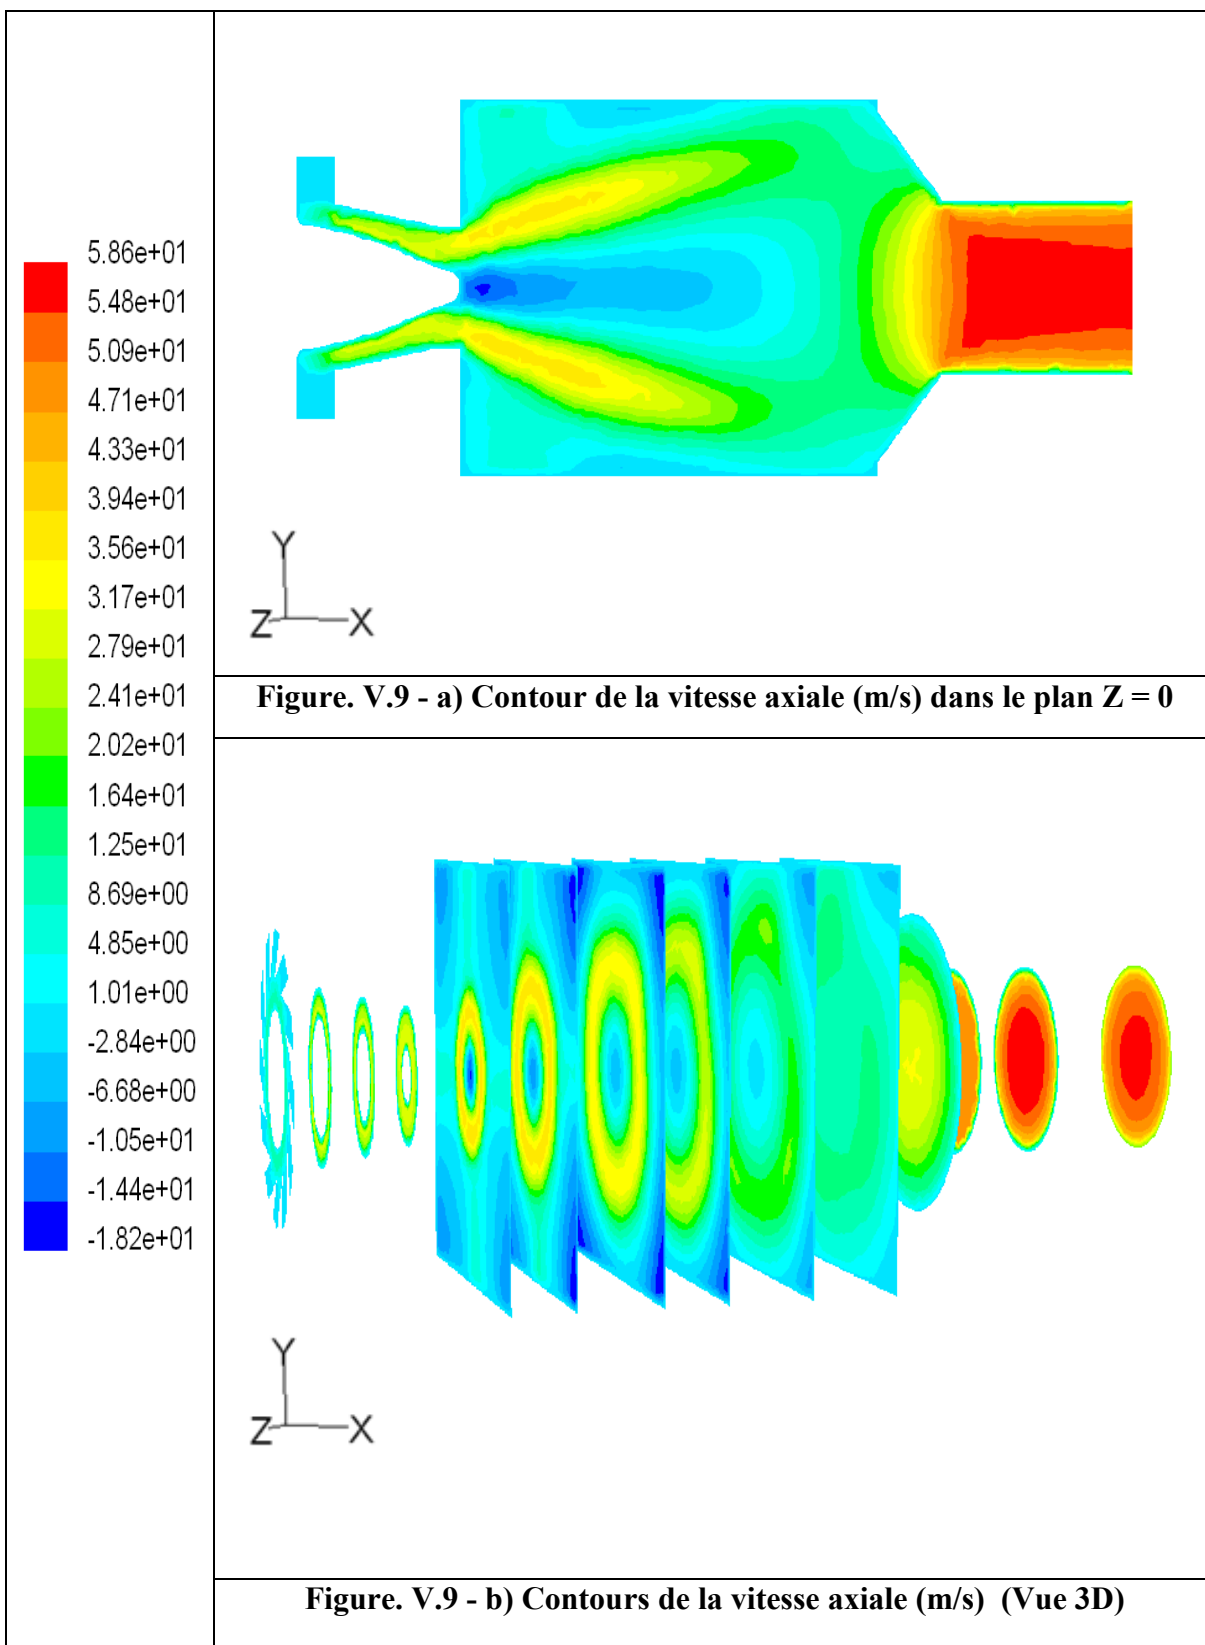 5.86e+01
5.48e+01
5.09e+01
4.71e+01
4.33e+01
3.94e+01
3.56e+01
3.17e+01
2.79e+01
2.41e+01
2.02e+01
1.64e+01
1.25e+01
8.69e+00
4.85e+00
1.01e+00
-2.84e+00
-6.68e+00
-1.05e+01
-1.44e+01
-1.82e+01
Y
Z X
Figure. V.9 - a) Contour de la vitesse axiale (m/s) dans le plan Z = 0
Y
Z X
Figure. V.9 - b) Contours de la vitesse axiale (m/s) (Vue 3D)